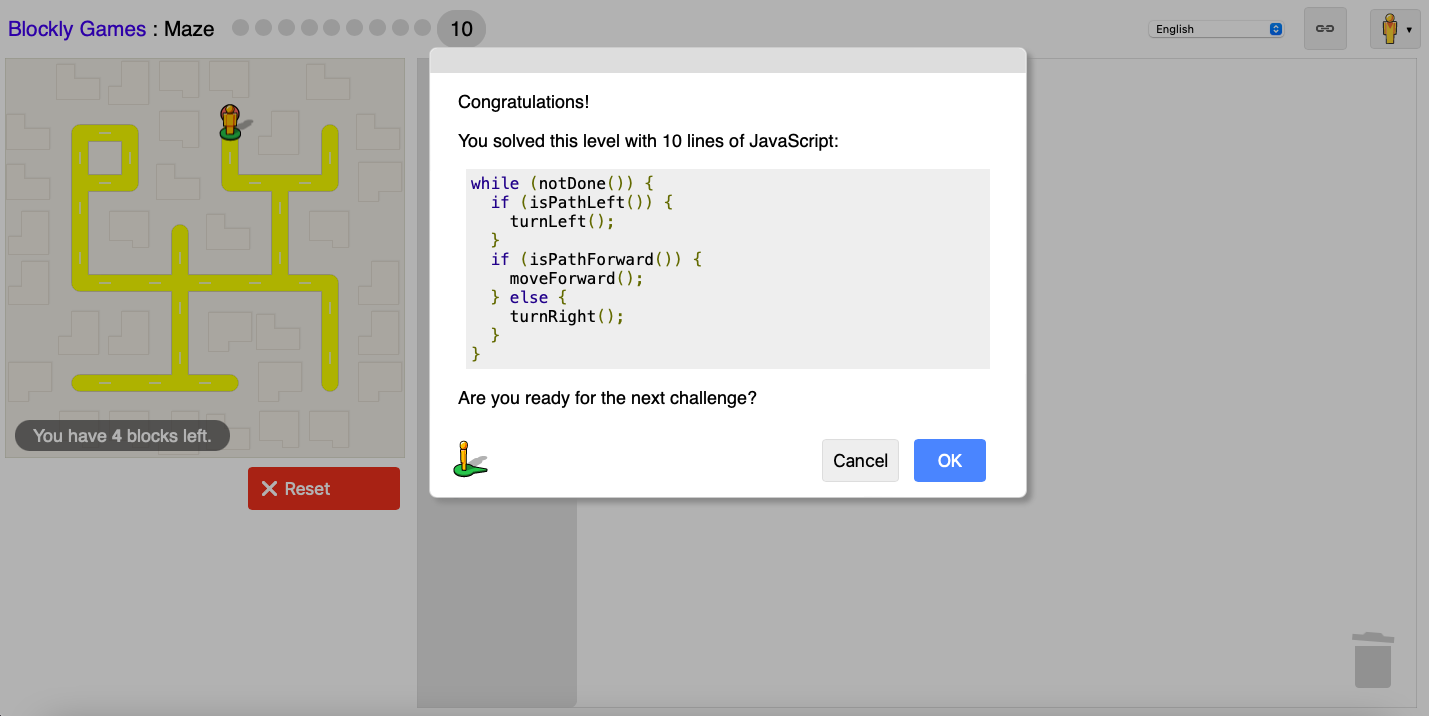 Blockly Games : Maze 10 English
Congratulations!
You solved this level with 10 lines of JavaScript:
while (notDone()) {
  if (isPathLeft()) {
    turnLeft();
  }
  if (isPathForward()) {
    moveForward();
  } else {
    turnRight();
  }
}
Are you ready for the next challenge?
You have 4 blocks left.
Cancel OK
Reset